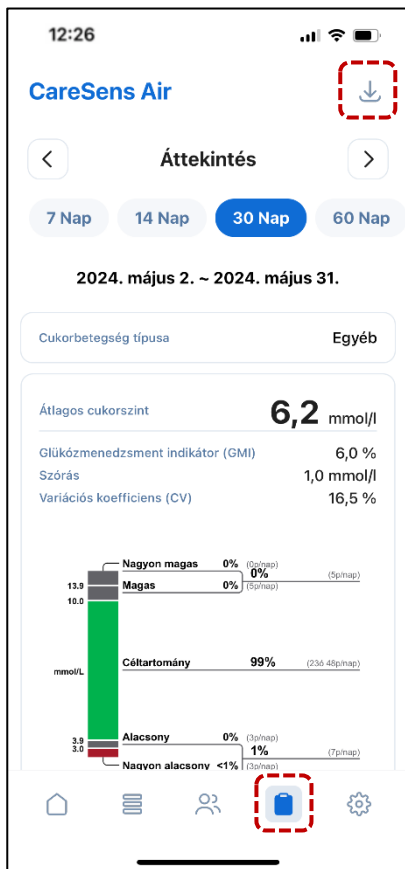 12:26
CareSens Air
Áttekintés
7 Nap 14 Nap 30 Nap 60 Nap
2024. május 2. ~ 2024. május 31.
Cukorbetegség típusa Egyéb
Átlagos cukorszint 6,2 mmol/l
Glükózmenedzsment indikátor (GMI) 6,0 %
Szórás 1,0 mmol/l
Variációs koefficiens (CV) 16,5 %
Nagyon magas 0% (0p/nap)
0% (5p/nap)
13.9 Magas 0% (5p/nap)
10.0
mmol/L Céltartomány 99% (23ó 48p/nap)
3.9 Alacsony 0% (3p/nap)
1% (7p/nap)
3.0
Nagyon alacsony <1% (3p/nap)